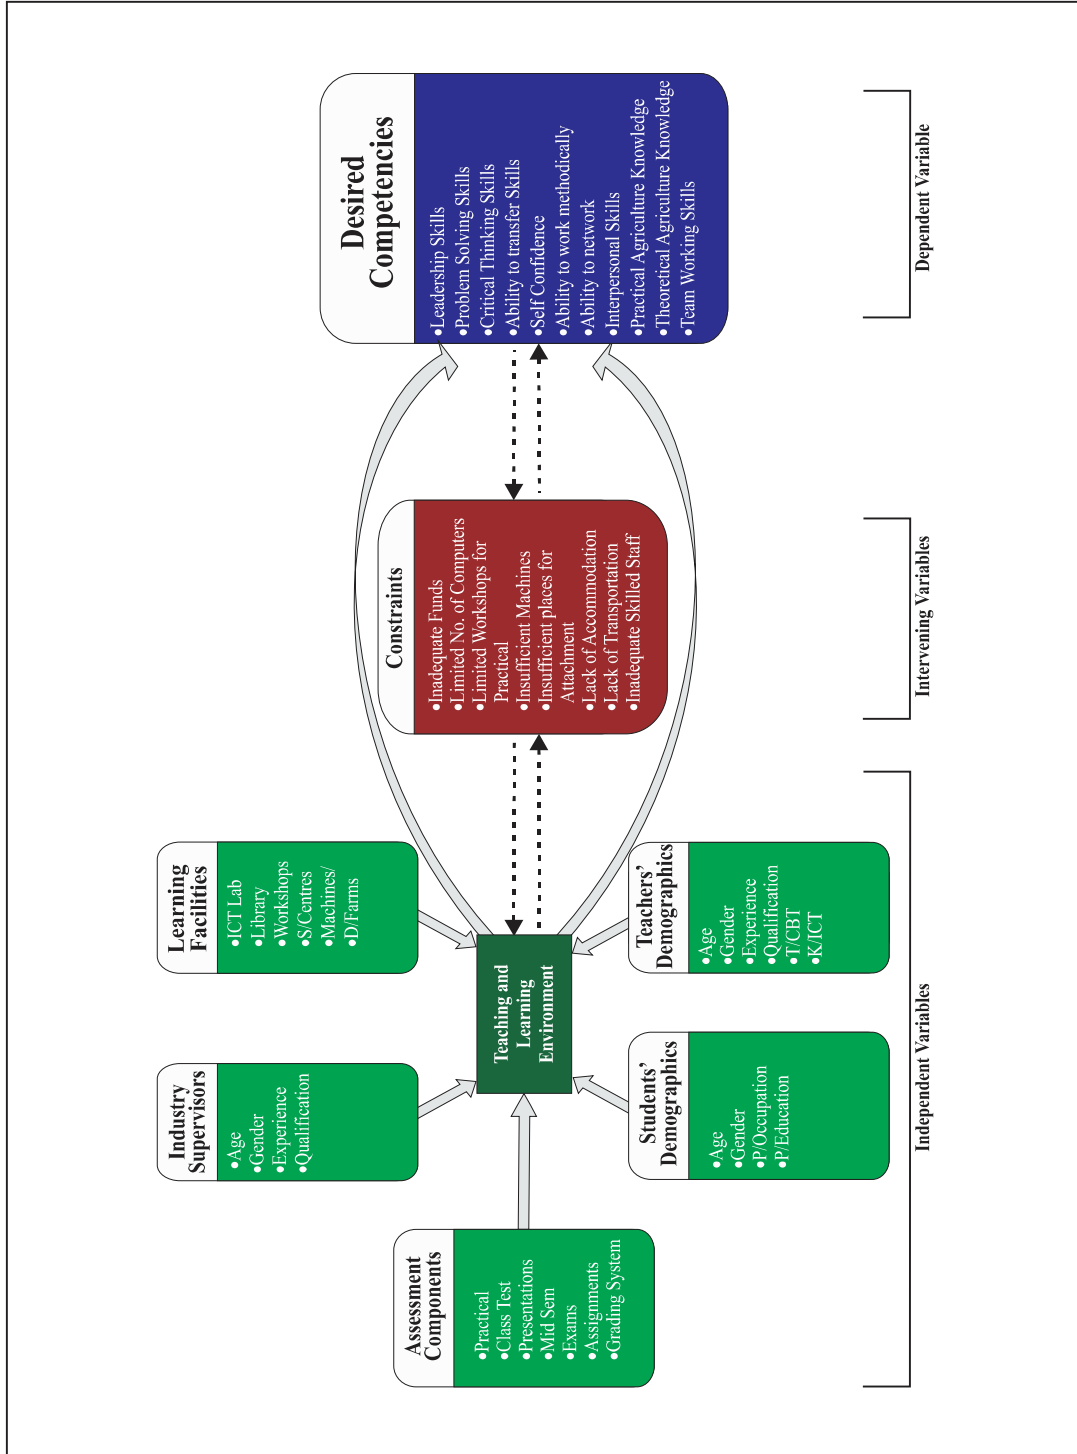 Assessment
Components
•Practical
•Class Test
•Presentations
•Mid Sem
•Exams
•Assignments
•Grading System
Industry
Supervisors
•Age
•Gender
•Experience
•Qualification
Learning
Facilities
•ICT Lab
•Library
•Workshops
•S/Centres
•Machines/
•D/Farms
Students'
Demographics
•Age
•Gender
•P/Occupation
•P/Education
Teachers'
Demographics
•Age
•Gender
•Experience
•Qualification
•T/CBT
•K/ICT
Teaching and
Learning
Environment
Constraints
•Inadequate Funds
•Limited No. of Computers
•Limited Workshops for
Practical
•Insufficient Machines
•Insufficient places for
Attachment
•Lack of Accommodation
•Lack of Transportation
•Inadequate Skilled Staff
Desired
Competencies
•Leadership Skills
•Problem Solving Skills
•Critical Thinking Skills
•Ability to transfer Skills
•Self Confidence
•Ability to work methodically
•Ability to network
•Interpersonal Skills
•Practical Agriculture Knowledge
•Theoretical Agriculture Knowledge
•Team Working Skills
Independent Variables
Intervening Variables
Dependent Variable